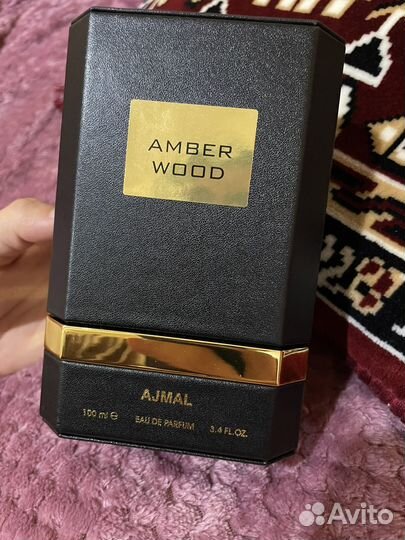 AMBER
WOOD
AJMAL
100 ml e EAU DE PARFUM 3.4 FL.OZ.
Avito